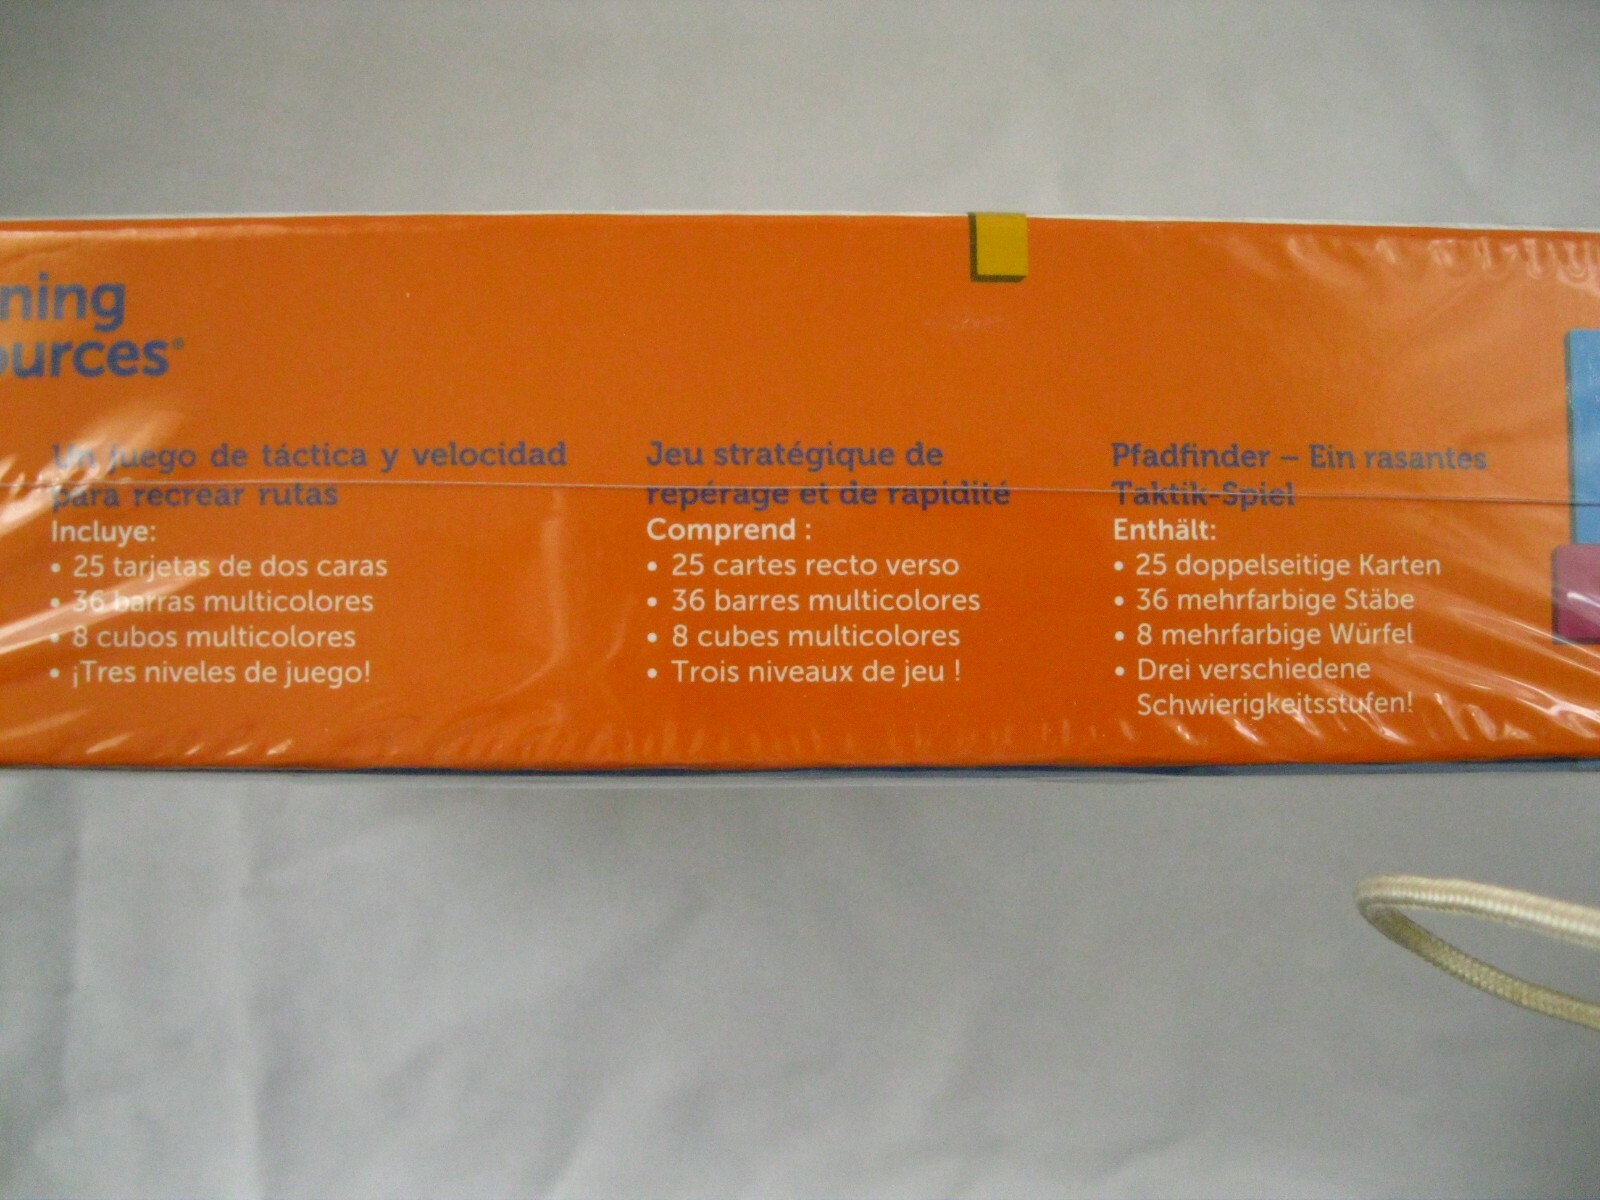 ning
ources®
Un juego de táctica y velocidad
para recrear rutas
Incluye:
• 25 tarjetas de dos caras
• 36 barras multicolores
• 8 cubos multicolores
• ¡Tres niveles de juego!
Jeu stratégique de
repérage et de rapidité
Comprend :
• 25 cartes recto verso
• 36 barres multicolores
• 8 cubes multicolores
• Trois niveaux de jeu !
Pfadfinder – Ein rasantes
Taktik-Spiel
Enthält:
• 25 doppelseitige Karten
• 36 mehrfarbige Stäbe
• 8 mehrfarbige Würfel
• Drei verschiedene
Schwierigkeitsstufen!